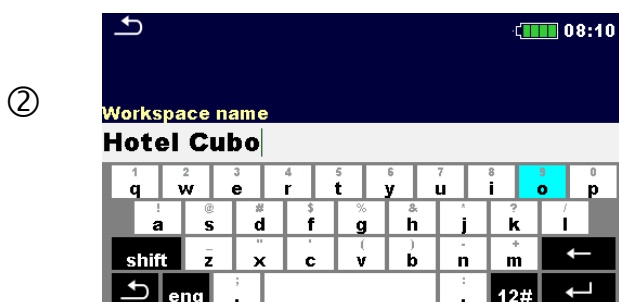 08:10
②
Workspace name
Hotel Cubo
1 2 3 4 5 6 7 8 9 0
q w e r t y u i o p
! @ # $ % & * ? /
a s d f g h j k l
_ " ' ( ) - +
shift z x c v b n m ←
; :
eng , . 12#